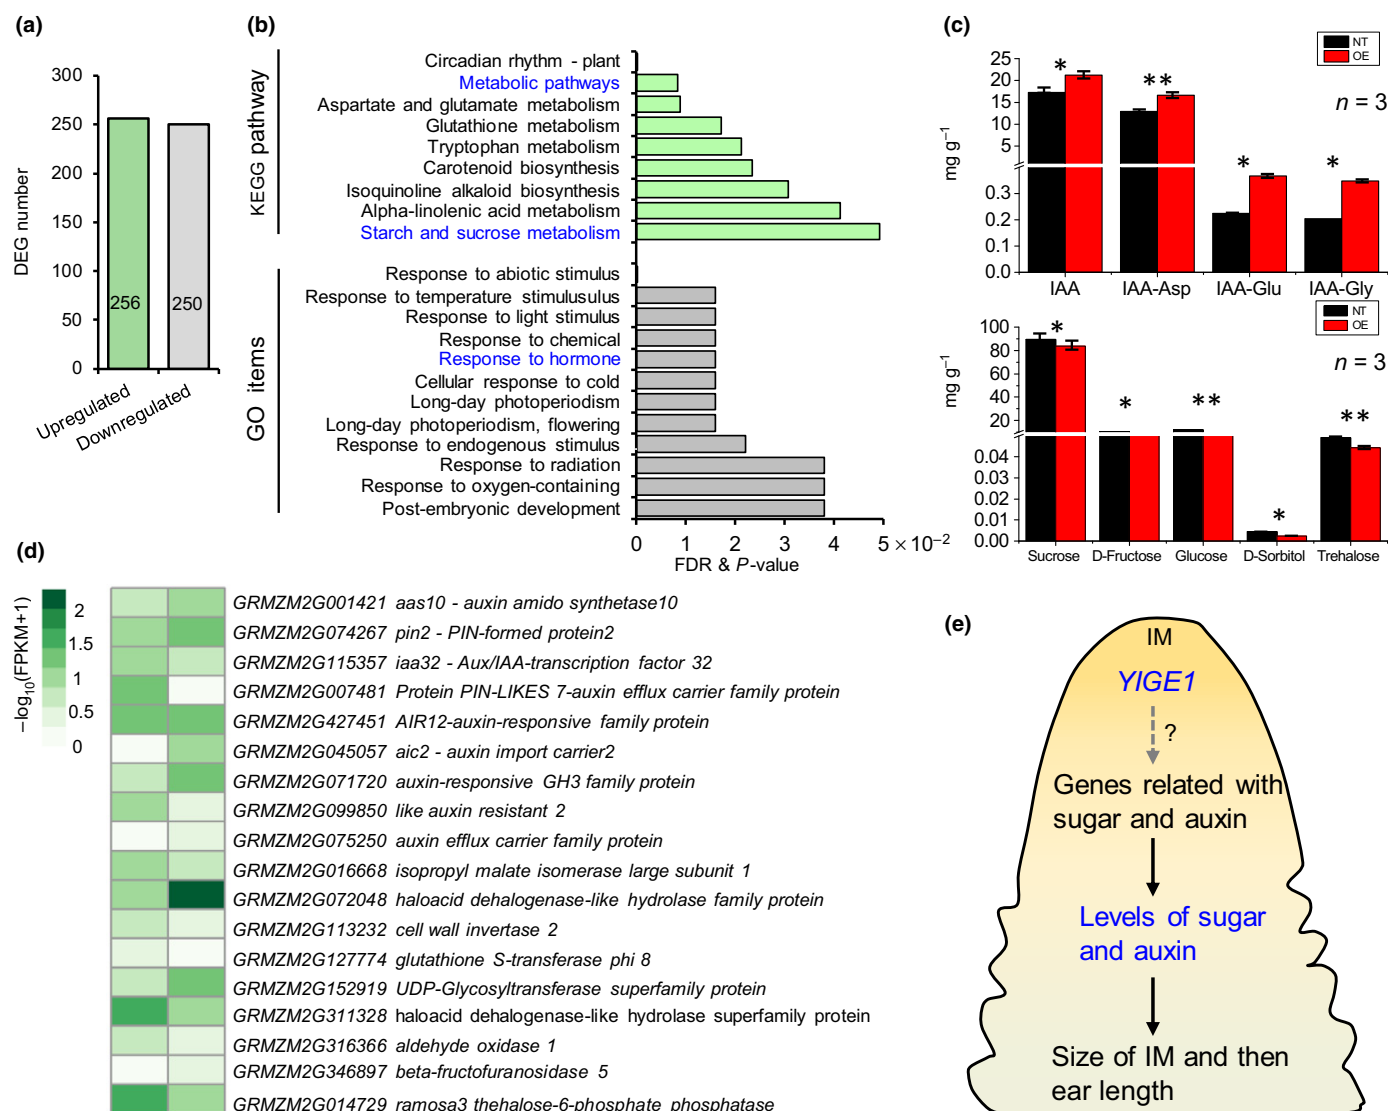 (a)
300
250
200
150
100
50
0
DEG number
256
250
Upregulated
Downregulated
(b)
KEGG pathway
Circadian rhythm - plant
Metabolic pathways
Aspartate and glutamate metabolism
Glutathione metabolism
Tryptophan metabolism
Carotenoid biosynthesis
Isoquinoline alkaloid biosynthesis
Alpha-linolenic acid metabolism
Starch and sucrose metabolism
GO items
Response to abiotic stimulus
Response to temperature stimulusulus
Response to light stimulus
Response to chemical
Response to hormone
Cellular response to cold
Long-day photoperiodism
Long-day photoperiodism, flowering
Response to endogenous stimulus
Response to radiation
Response to oxygen-containing
Post-embryonic development
0 1 2 3 4 5 × 10⁻²
FDR & P-value
(c)
NT
OE
n = 3
mg g⁻¹
25
20
15
10
5
0.3
0.2
0.1
0.0
* ** * *
IAA IAA-Asp IAA-Glu IAA-Gly
NT
OE
n = 3
mg g⁻¹
100
80
60
40
20
0.04
0.03
0.02
0.01
0.00
* * ** * **
Sucrose D-Fructose Glucose D-Sorbitol Trehalose
(d)
−log₁₀(FPKM+1)
2
1.5
1
0.5
0
GRMZM2G001421 aas10 - auxin amido synthetase10
GRMZM2G074267 pin2 - PIN-formed protein2
GRMZM2G115357 iaa32 - Aux/IAA-transcription factor 32
GRMZM2G007481 Protein PIN-LIKES 7-auxin efflux carrier family protein
GRMZM2G427451 AIR12-auxin-responsive family protein
GRMZM2G045057 aic2 - auxin import carrier2
GRMZM2G071720 auxin-responsive GH3 family protein
GRMZM2G099850 like auxin resistant 2
GRMZM2G075250 auxin efflux carrier family protein
GRMZM2G016668 isopropyl malate isomerase large subunit 1
GRMZM2G072048 haloacid dehalogenase-like hydrolase family protein
GRMZM2G113232 cell wall invertase 2
GRMZM2G127774 glutathione S-transferase phi 8
GRMZM2G152919 UDP-Glycosyltransferase superfamily protein
GRMZM2G311328 haloacid dehalogenase-like hydrolase superfamily protein
GRMZM2G316366 aldehyde oxidase 1
GRMZM2G346897 beta-fructofuranosidase 5
GRMZM2G014729 ramosa3 thehalose-6-phosphate phosphatase
(e)
IM
YIGE1
?
Genes related with
sugar and auxin
Levels of sugar
and auxin
Size of IM and then
ear length